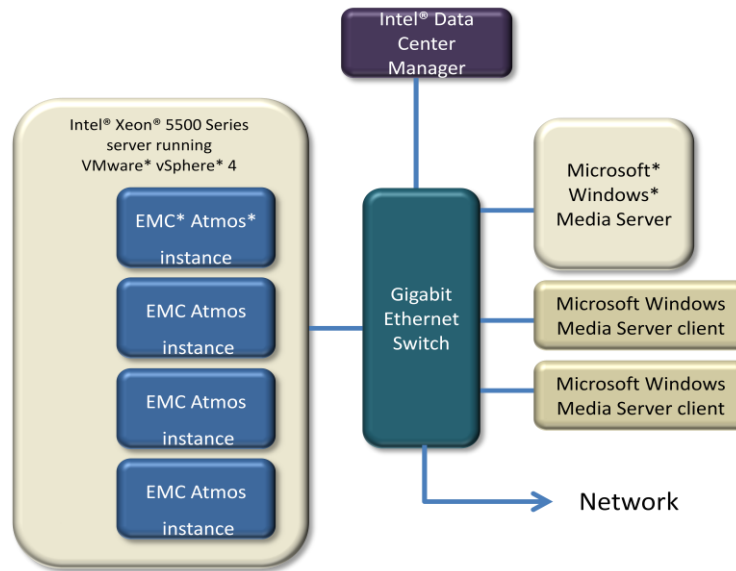 Intel® Data
Center
Manager
Intel® Xeon® 5500 Series
server running
VMware* vSphere* 4
EMC* Atmos*
instance
EMC Atmos
instance
EMC Atmos
instance
EMC Atmos
instance
Gigabit
Ethernet
Switch
Microsoft*
Windows*
Media Server
Microsoft Windows
Media Server client
Microsoft Windows
Media Server client
Network